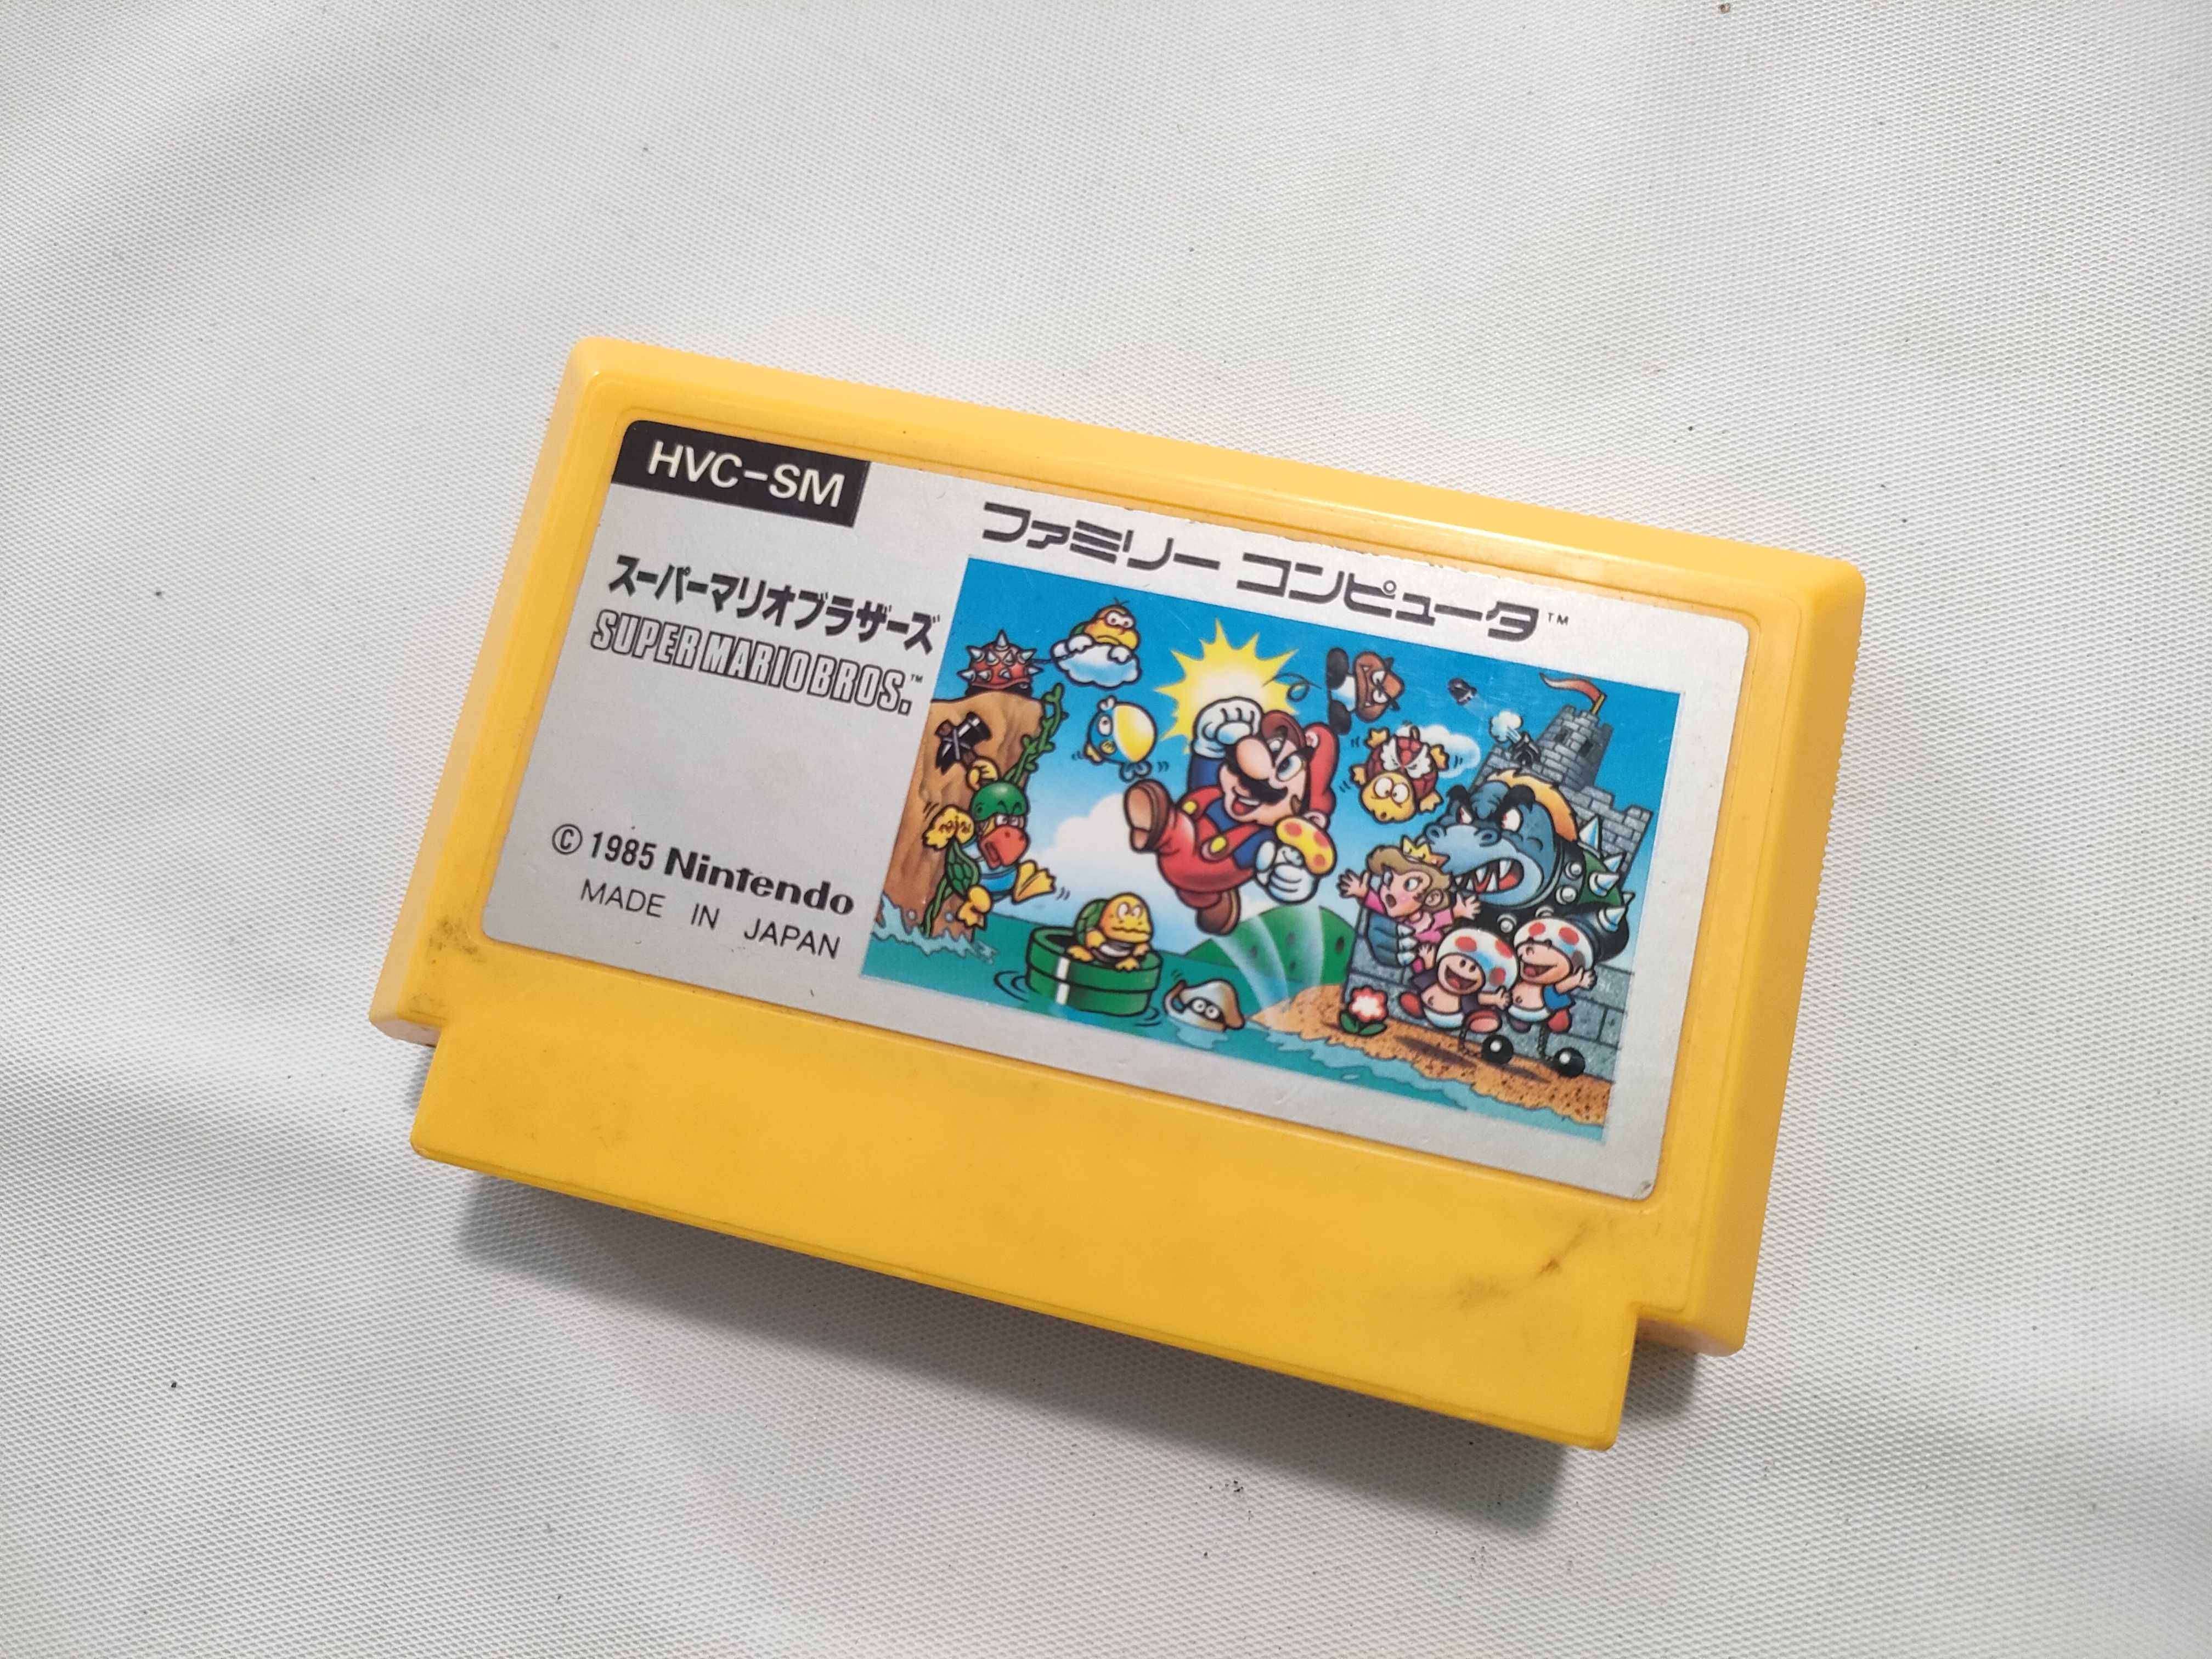 HVC-SM
ファミリー コンピュータ™
スーパーマリオブラザーズ
SUPER MARIO BROS.™
© 1985 Nintendo
MADE IN JAPAN